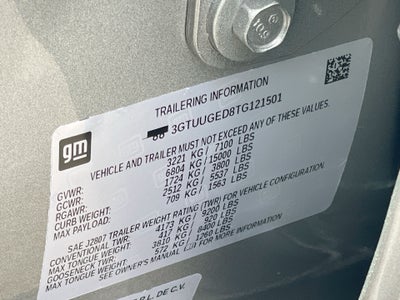 10.9
TRAILERING INFORMATION
3GTUUGED8TG121501
gm
VEHICLE AND TRAILER MUST NOT EXCEED ANY OF THESE VALUES.
GVWR: 3221 KG / 7100 LBS
GCWR: 6804 KG / 15000 LBS
RGAWR: 1724 KG / 3800 LBS
CURB WEIGHT: 2512 KG / 5537 LBS
MAX PAYLOAD: 709 KG / 1563 LBS
SAE J2807 TRAILER WEIGHT RATING (TWR) FOR VEHICLE CONFIGURATION.
CONVENTIONAL TWR: 4173 KG / 9200 LBS
MAX TONGUE WEIGHT: 417 KG / 920 LBS
GOOSENECK TWR: 3810 KG / 8400 LBS
MAX TONGUE WEIGHT: 572 KG / 1260 LBS
SEE OWNER'S MANUAL FOR MORE INFORMATION
DE C.V.